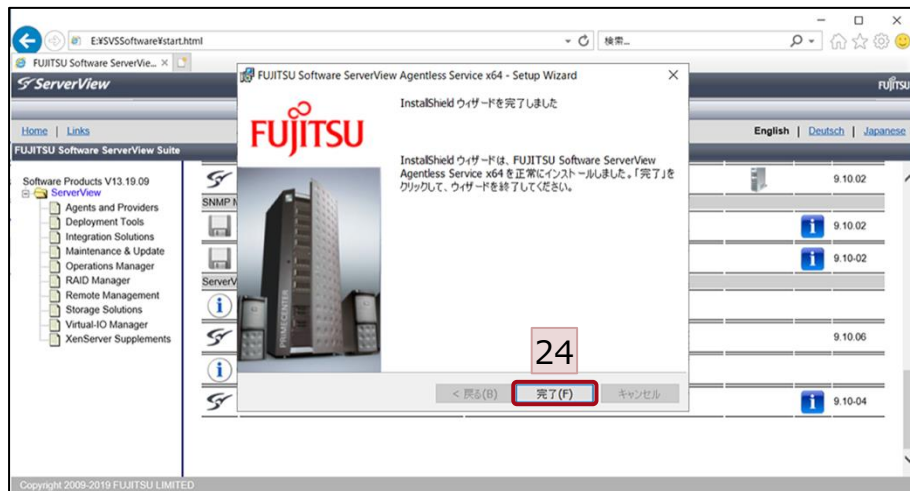 E:¥SVSSoftware¥start.html
検索...
FUJITSU Software ServerVie...
ServerView
FUJITSU
Home | Links
English | Deutsch | Japanese
FUJITSU Software ServerView Suite
Software Products V13.19.09
ServerView
Agents and Providers
Deployment Tools
Integration Solutions
Maintenance & Update
Operations Manager
RAID Manager
Remote Management
Storage Solutions
Virtual-IO Manager
XenServer Supplements
9.10.02
SNMP
9.10.02
9.10-02
ServerV
9.10.06
9.10-04
FUJITSU Software ServerView Agentless Service x64 - Setup Wizard
FUJITSU
PRIMECENTER
InstallShield ウィザードを完了しました
InstallShield ウィザードは、FUJITSU Software ServerView
Agentless Service x64 を正常にインストールしました。「完了」を
クリックして、ウィザードを終了してください。
24
< 戻る(B)
完了(F)
キャンセル
Copyright 2009-2019 FUJITSU LIMITED